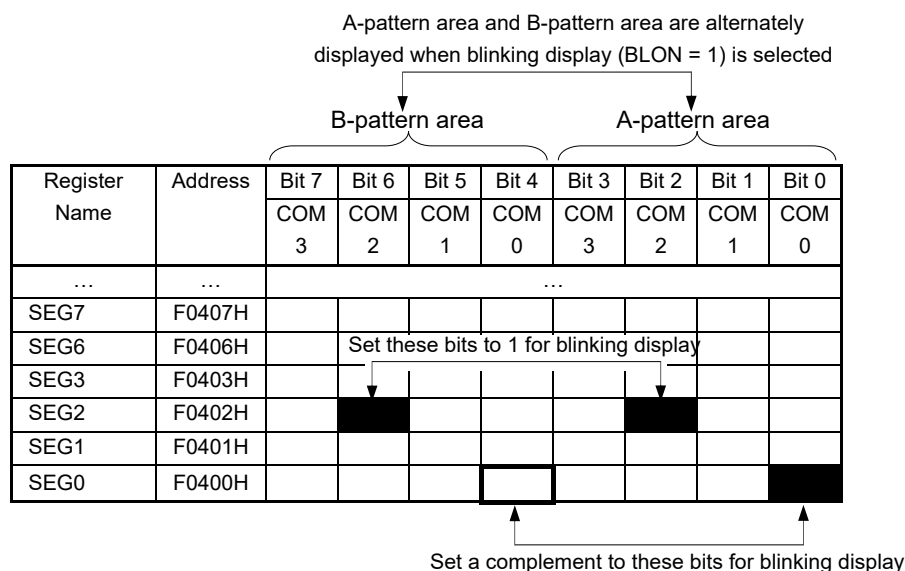 A-pattern area and B-pattern area are alternately
displayed when blinking display (BLON = 1) is selected
B-pattern area A-pattern area
Register Address Bit 7 Bit 6 Bit 5 Bit 4 Bit 3 Bit 2 Bit 1 Bit 0
Name COM COM COM COM COM COM COM COM
3 2 1 0 3 2 1 0
… … …
SEG7 F0407H
SEG6 F0406H Set these bits to 1 for blinking display
SEG3 F0403H
SEG2 F0402H
SEG1 F0401H
SEG0 F0400H
Set a complement to these bits for blinking display